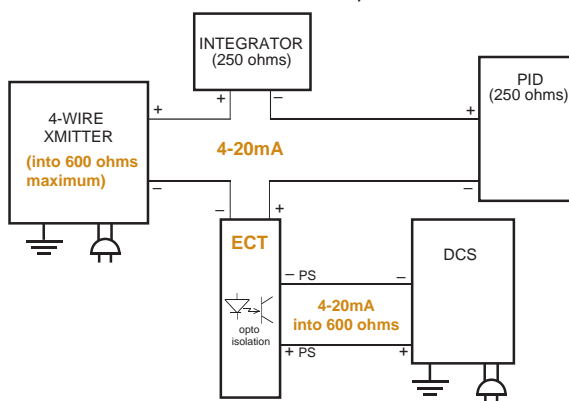 INTEGRATOR
(250 ohms)
+
−
4-WIRE
XMITTER
(into 600 ohms
maximum)
+
−
4-20mA
PID
(250 ohms)
+
−
−
+
ECT
opto
isolation
− PS
+ PS
4-20mA
into 600 ohms
DCS
−
+